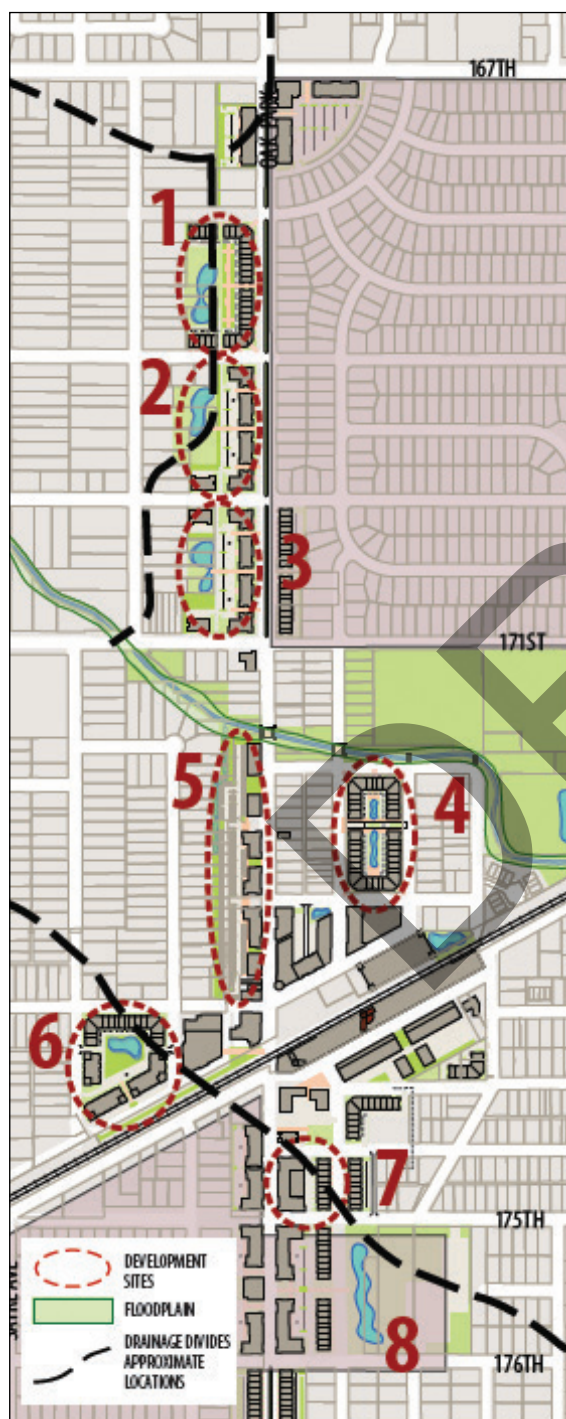 167TH
OAK PARK
1
2
3
171ST
5
4
6
7
175TH
DEVELOPMENT
SITES
FLOODPLAIN
DRAINAGE DIVIDES
APPROXIMATE
LOCATIONS
8
176TH